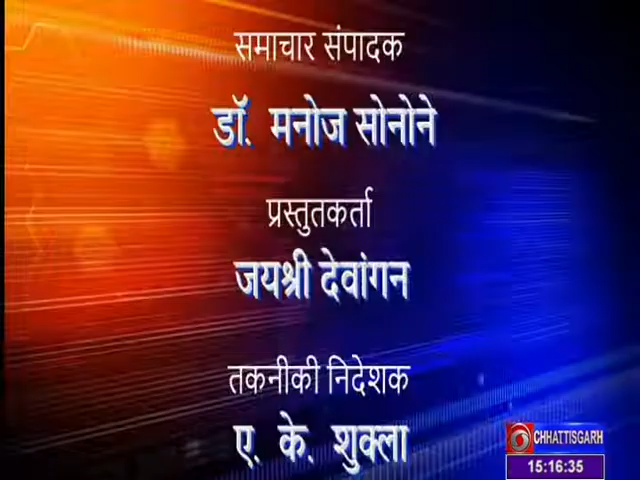 समाचार संपादक
डॉ. मनोज सोनोने
प्रस्तुतकर्ता
जयश्री देवांगन
तकनीकी निदेशक
ए. के. शुक्ला
CHHATTISGARH
15:16:35